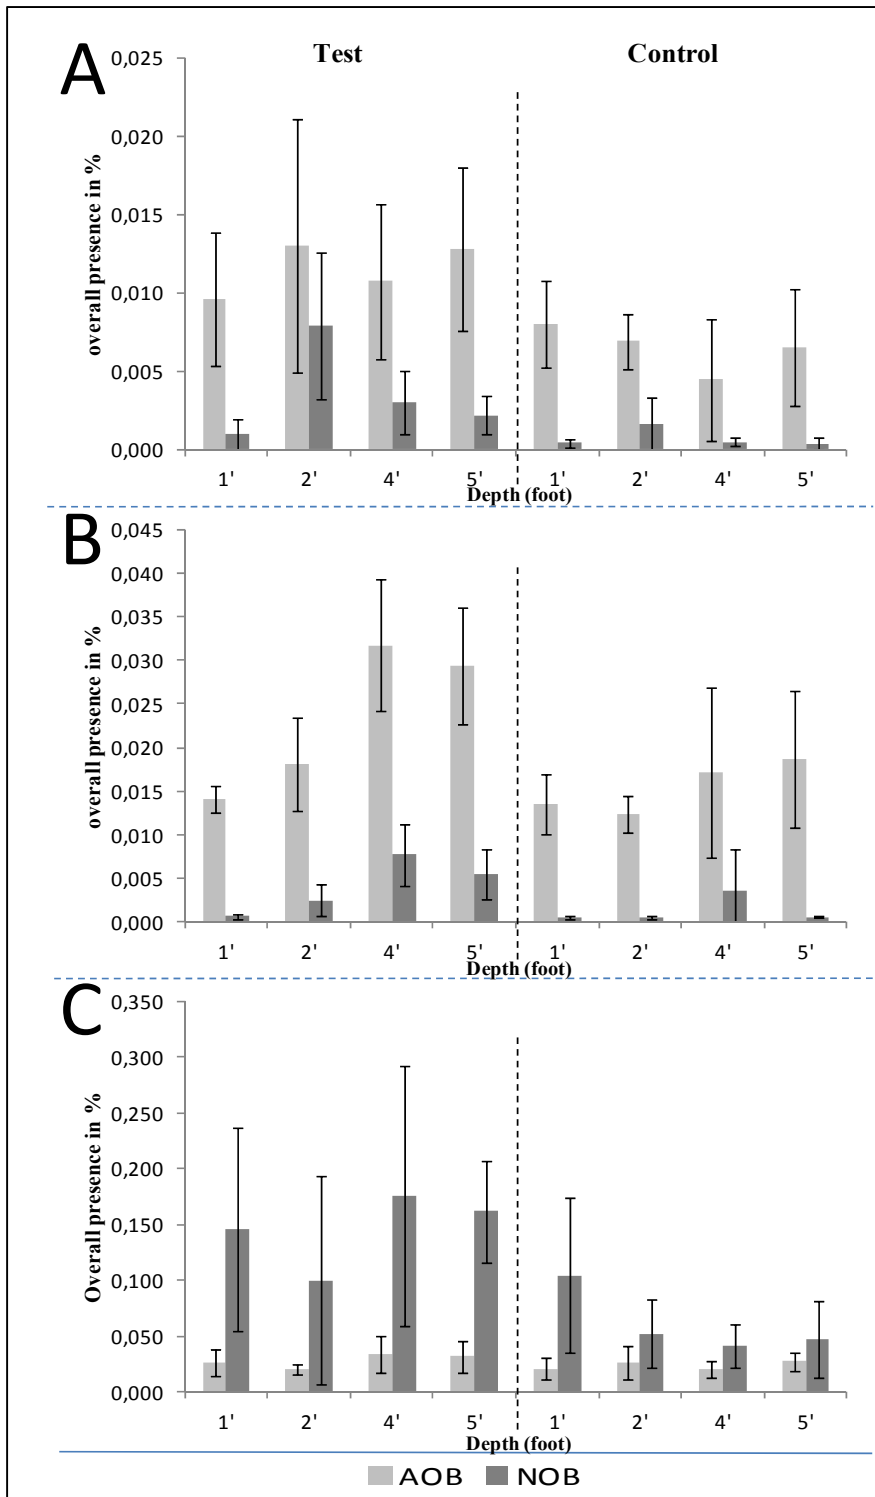 A
Test Control
overall presence in %
0,025
0,020
0,015
0,010
0,005
0,000
1' 2' 4' 5' 1' 2' 4' 5'
Depth (foot)
B
overall presence in %
0,045
0,040
0,035
0,030
0,025
0,020
0,015
0,010
0,005
0,000
1' 2' 4' 5' 1' 2' 4' 5'
Depth (foot)
C
Overall presence in %
0,350
0,300
0,250
0,200
0,150
0,100
0,050
0,000
1' 2' 4' 5' 1' 2' 4' 5'
Depth (foot)
AOB NOB